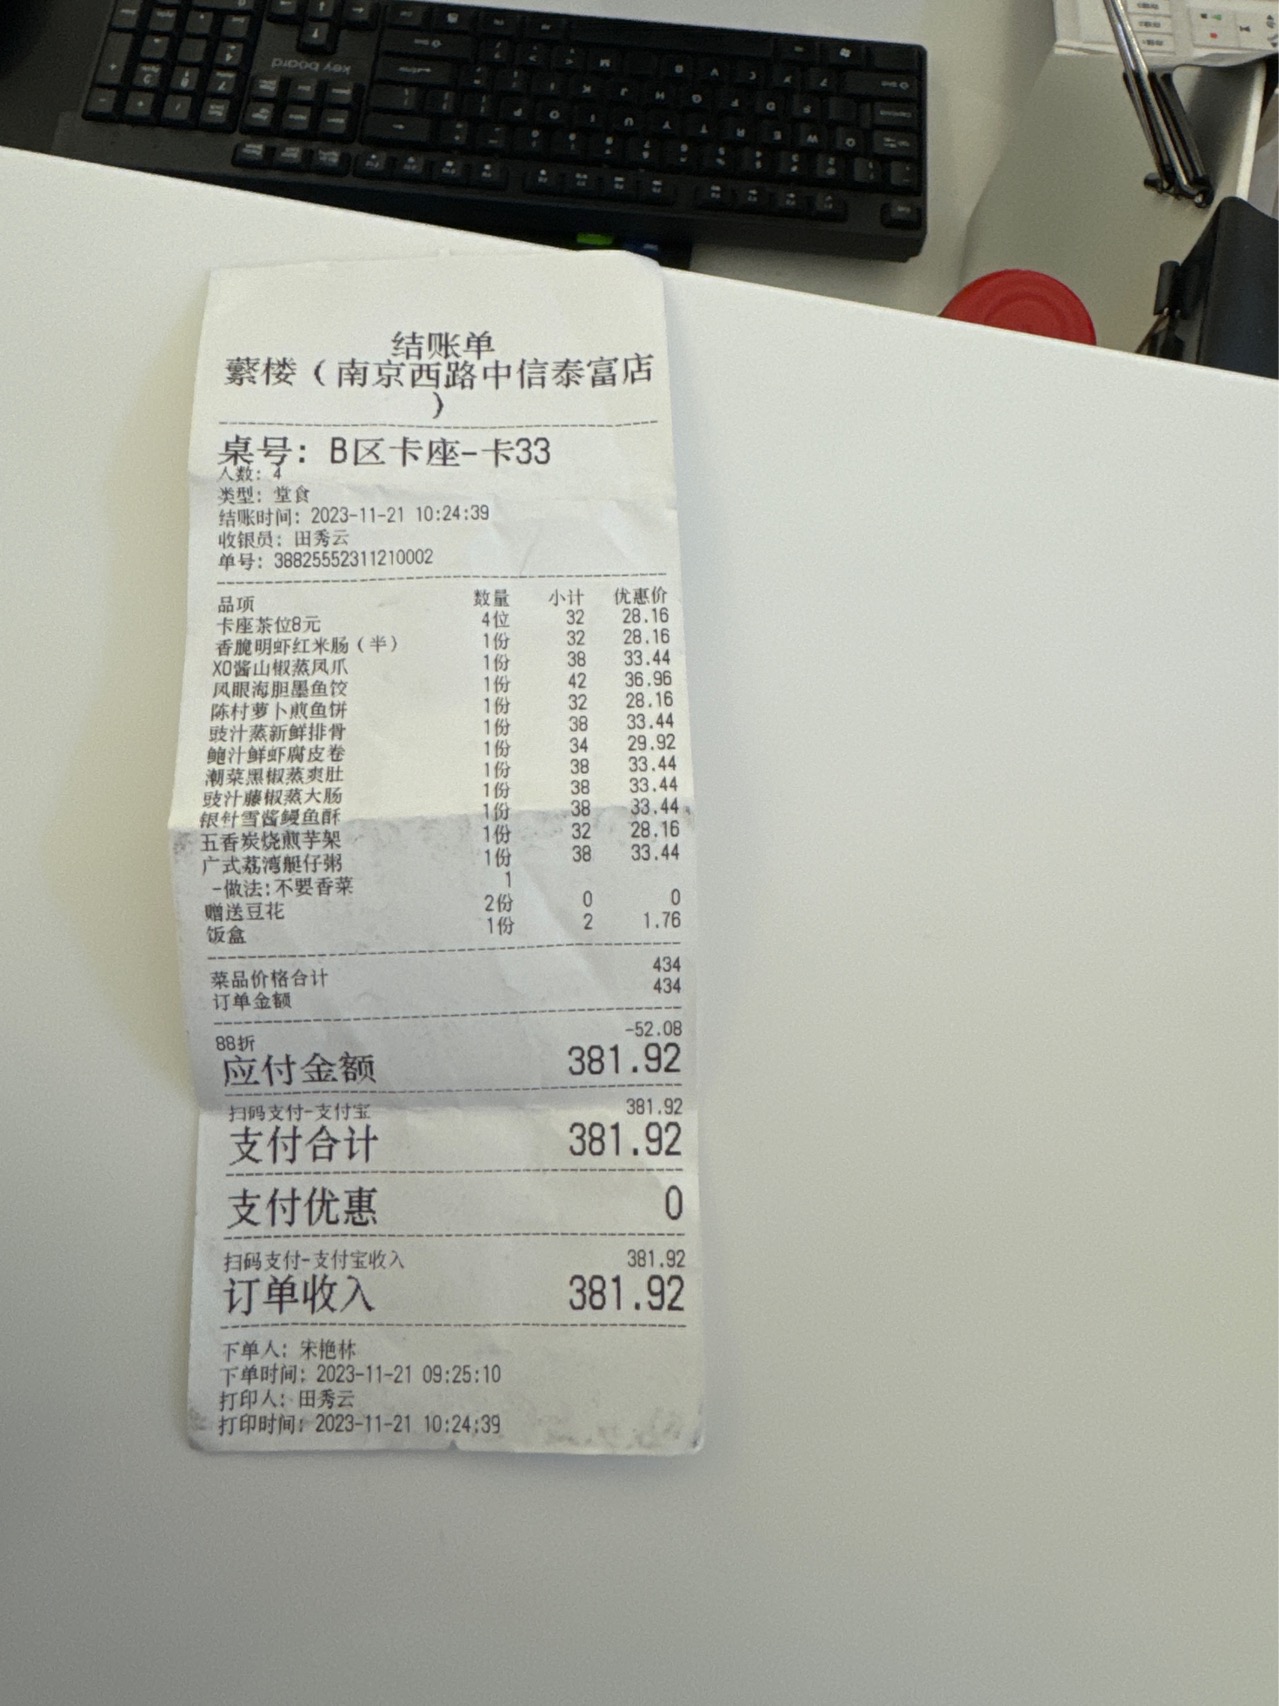 key board
结账单
蘩楼（南京西路中信泰富店
）
桌号: B区卡座-卡33
人数: 4
类型: 堂食
结账时间: 2023-11-21 10:24:39
收银员: 田秀云
单号: 38825552311210002
品项 数量 小计 优惠价
卡座茶位8元 4位 32 28.16
香脆明虾红米肠（半） 1份 32 28.16
XO酱山椒蒸凤爪 1份 38 33.44
凤眼海胆墨鱼饺 1份 42 36.96
陈村萝卜煎鱼饼 1份 32 28.16
豉汁蒸新鲜排骨 1份 38 33.44
鲍汁鲜虾腐皮卷 1份 34 29.92
潮菜黑椒蒸爽肚 1份 38 33.44
豉汁藤椒蒸大肠 1份 38 33.44
银针雪酱鳗鱼酥 1份 38 33.44
五香炭烧煎芋架 1份 32 28.16
广式荔湾艇仔粥 1份 38 33.44
-做法:不要香菜 1
赠送豆花 2份 0 0
饭盒 1份 2 1.76
菜品价格合计 434
订单金额 434
88折 -52.08
应付金额 381.92
扫码支付-支付宝 381.92
支付合计 381.92
支付优惠 0
扫码支付-支付宝收入 381.92
订单收入 381.92
下单人: 宋艳林
下单时间: 2023-11-21 09:25:10
打印人: 田秀云
打印时间: 2023-11-21 10:24:39